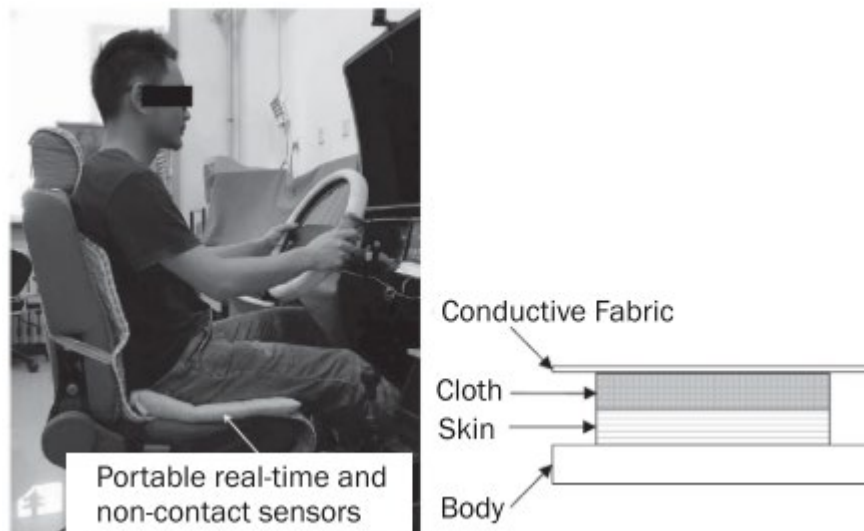 Portable real-time and
non-contact sensors
Conductive Fabric
Cloth
Skin
Body